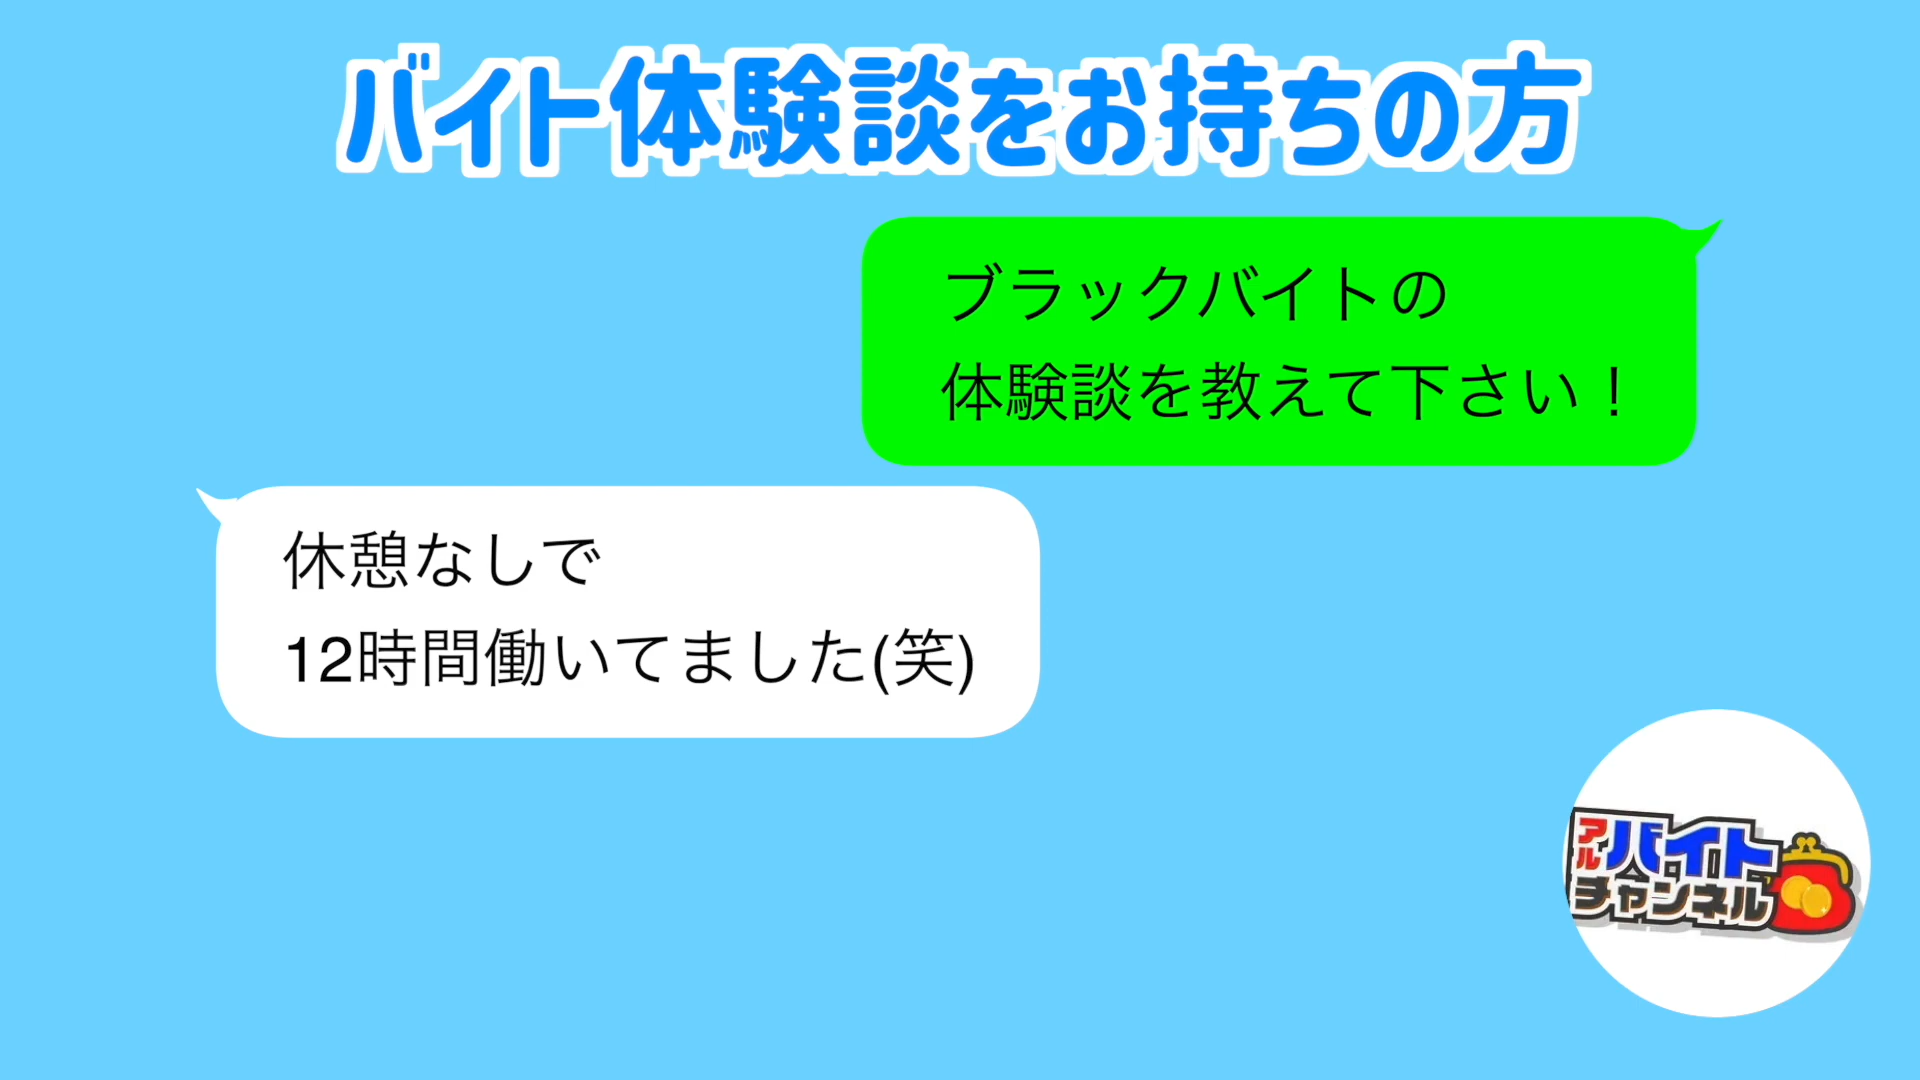 バイト体験談をお持ちの方
ブラックバイトの
体験談を教えて下さい！
休憩なしで
12時間働いてました(笑)
アルバイト
チャンネル